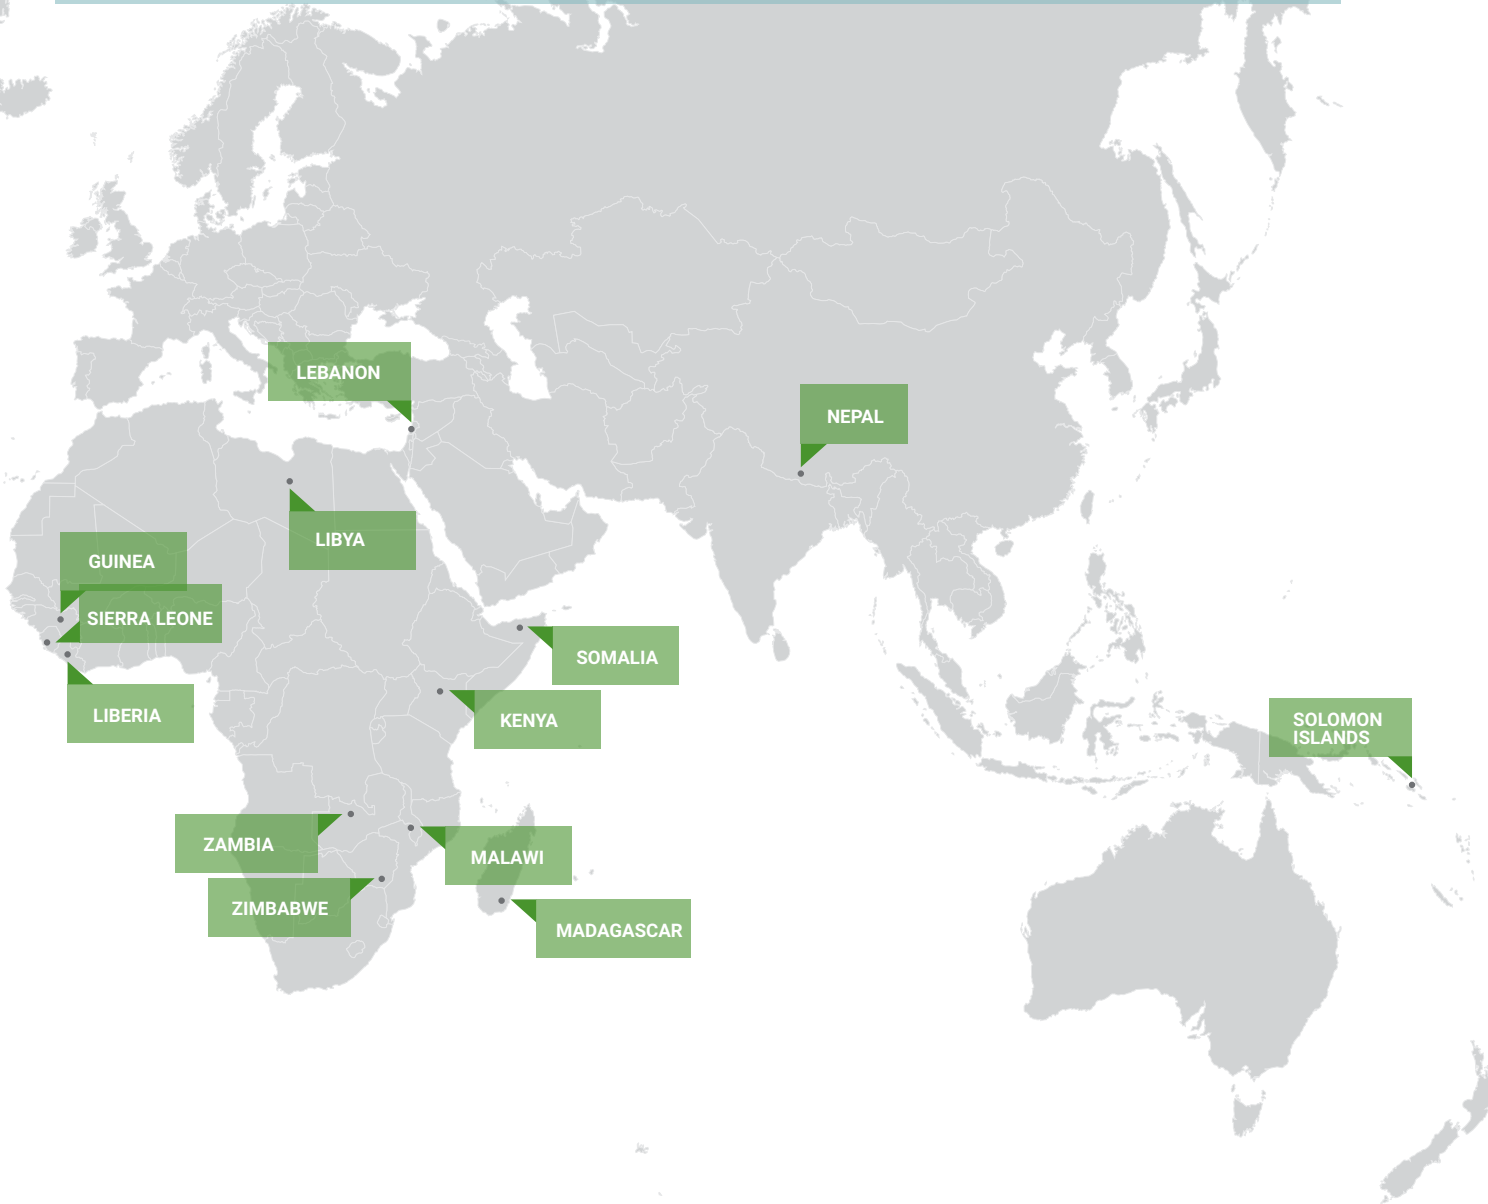 LEBANON
NEPAL
LIBYA
GUINEA
SIERRA LEONE
SOMALIA
LIBERIA
KENYA
SOLOMON
ISLANDS
ZAMBIA
MALAWI
ZIMBABWE
MADAGASCAR